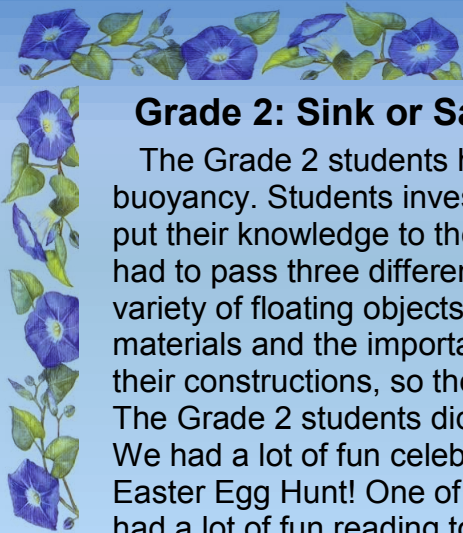 Grade 2: Sink or Sa
The Grade 2 students h
buoyancy. Students inves
put their knowledge to the
had to pass three differen
variety of floating objects
materials and the importa
their constructions, so the
The Grade 2 students did
We had a lot of fun celeb
Easter Egg Hunt! One of
had a lot of fun reading to